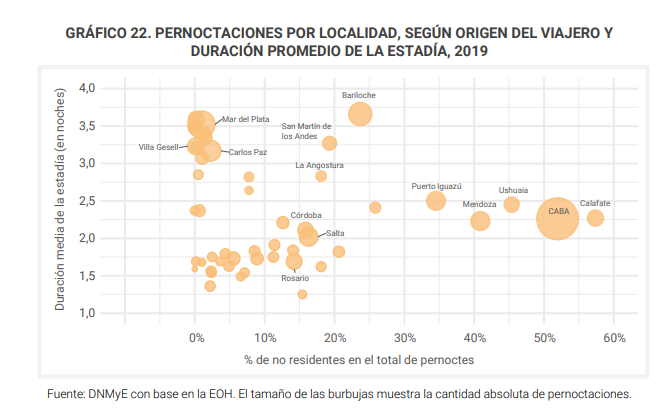 GRÁFICO 22. PERNOCTACIONES POR LOCALIDAD, SEGÚN ORIGEN DEL VIAJERO Y
DURACIÓN PROMEDIO DE LA ESTADÍA, 2019
Duración media de la estadía (en noches)
4,0
3,5
3,0
2,5
2,0
1,5
1,0
Bariloche
Mar del Plata
San Martín de
los Andes
Villa Gesell
Carlos Paz
La Angostura
Puerto Iguazú
Ushuaia
Mendoza
CABA
Calafate
Córdoba
Salta
Rosario
0%
10%
20%
30%
40%
50%
60%
% de no residentes en el total de pernoctes
Fuente: DNMyE con base en la EOH. El tamaño de las burbujas muestra la cantidad absoluta de pernoctaciones.